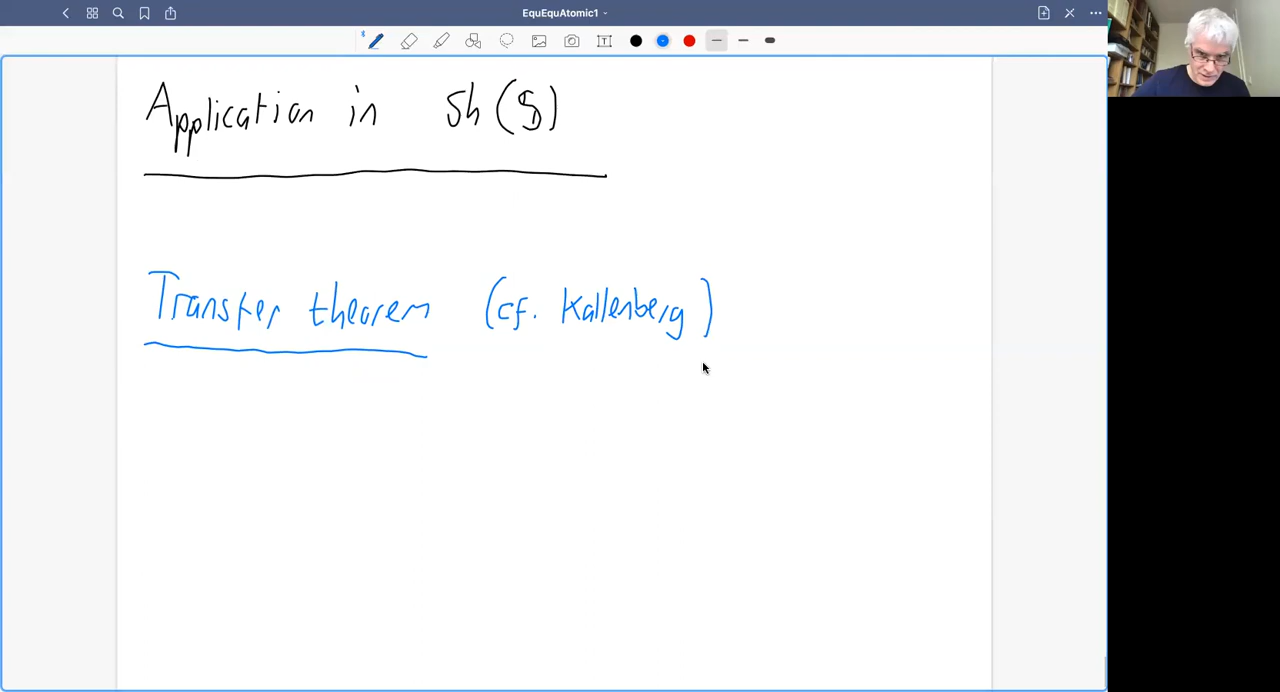 EquEquAtomic1
Application in Sh($)
Transfer theorem (cf. Kallenberg)